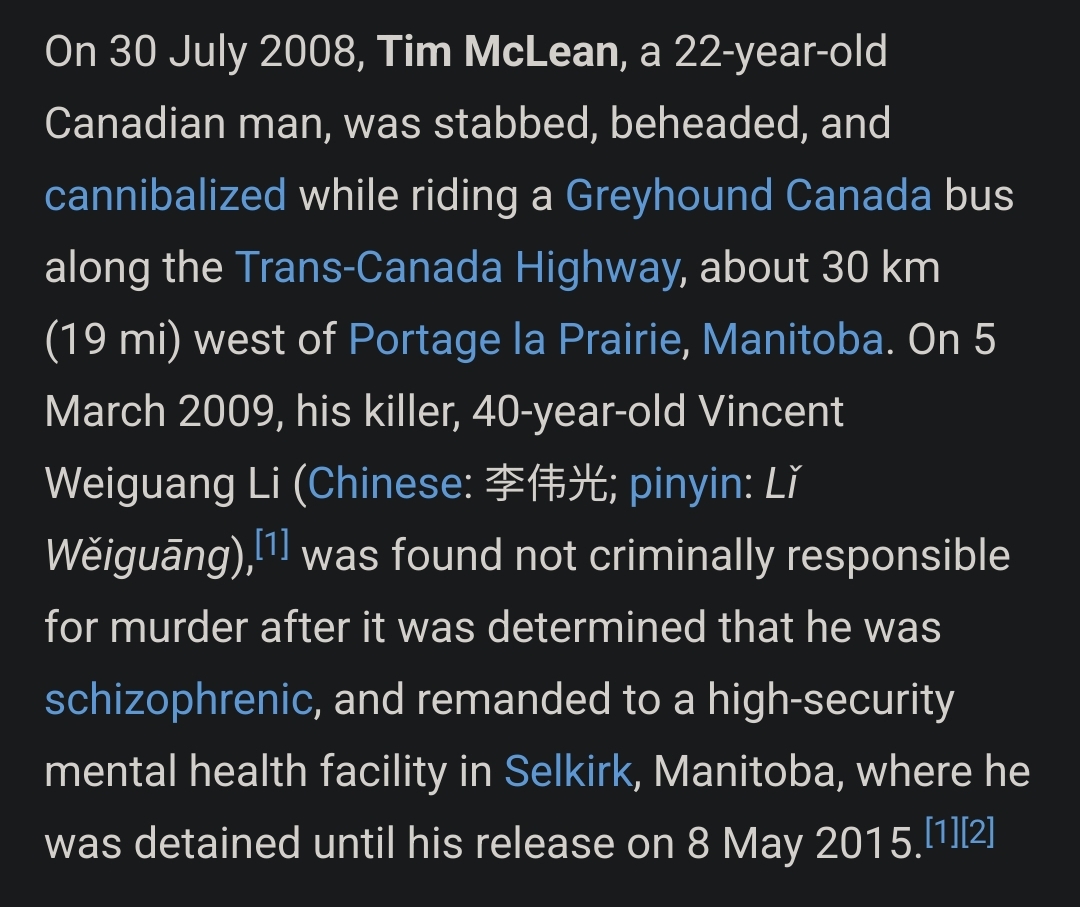 On 30 July 2008, Tim McLean, a 22-year-old
Canadian man, was stabbed, beheaded, and
cannibalized while riding a Greyhound Canada bus
along the Trans-Canada Highway, about 30 km
(19 mi) west of Portage la Prairie, Manitoba. On 5
March 2009, his killer, 40-year-old Vincent
Weiguang Li (Chinese: 李伟光; pinyin: Lǐ
Wěiguāng),[1] was found not criminally responsible
for murder after it was determined that he was
schizophrenic, and remanded to a high-security
mental health facility in Selkirk, Manitoba, where he
was detained until his release on 8 May 2015.[1][2]